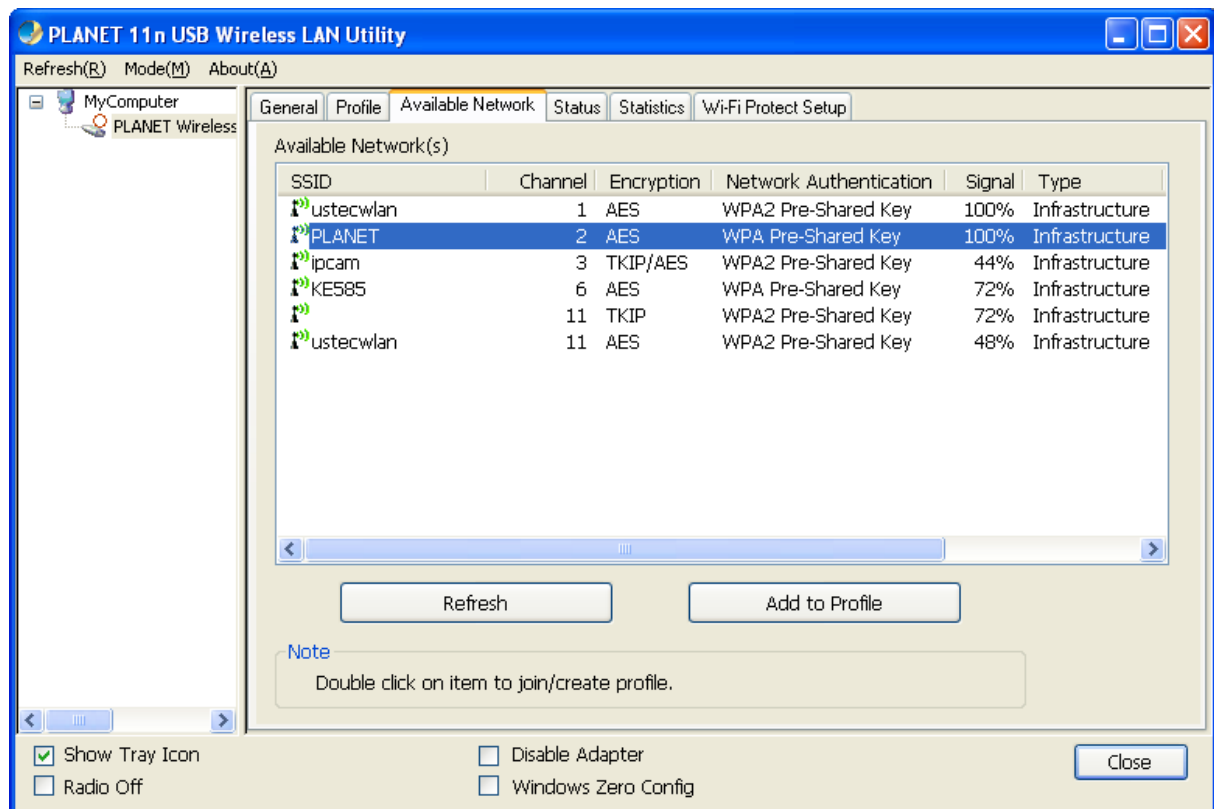 PLANET 11n USB Wireless LAN Utility
Refresh(R) Mode(M) About(A)
MyComputer
PLANET Wireless
General Profile Available Network Status Statistics Wi-Fi Protect Setup
Available Network(s)
SSID Channel Encryption Network Authentication Signal Type
ustecwlan 1 AES WPA2 Pre-Shared Key 100% Infrastructure
PLANET 2 AES WPA Pre-Shared Key 100% Infrastructure
ipcam 3 TKIP/AES WPA2 Pre-Shared Key 44% Infrastructure
KE585 6 AES WPA Pre-Shared Key 72% Infrastructure
11 TKIP WPA2 Pre-Shared Key 72% Infrastructure
ustecwlan 11 AES WPA2 Pre-Shared Key 48% Infrastructure
Refresh Add to Profile
Note
Double click on item to join/create profile.
Show Tray Icon Disable Adapter Close
Radio Off Windows Zero Config